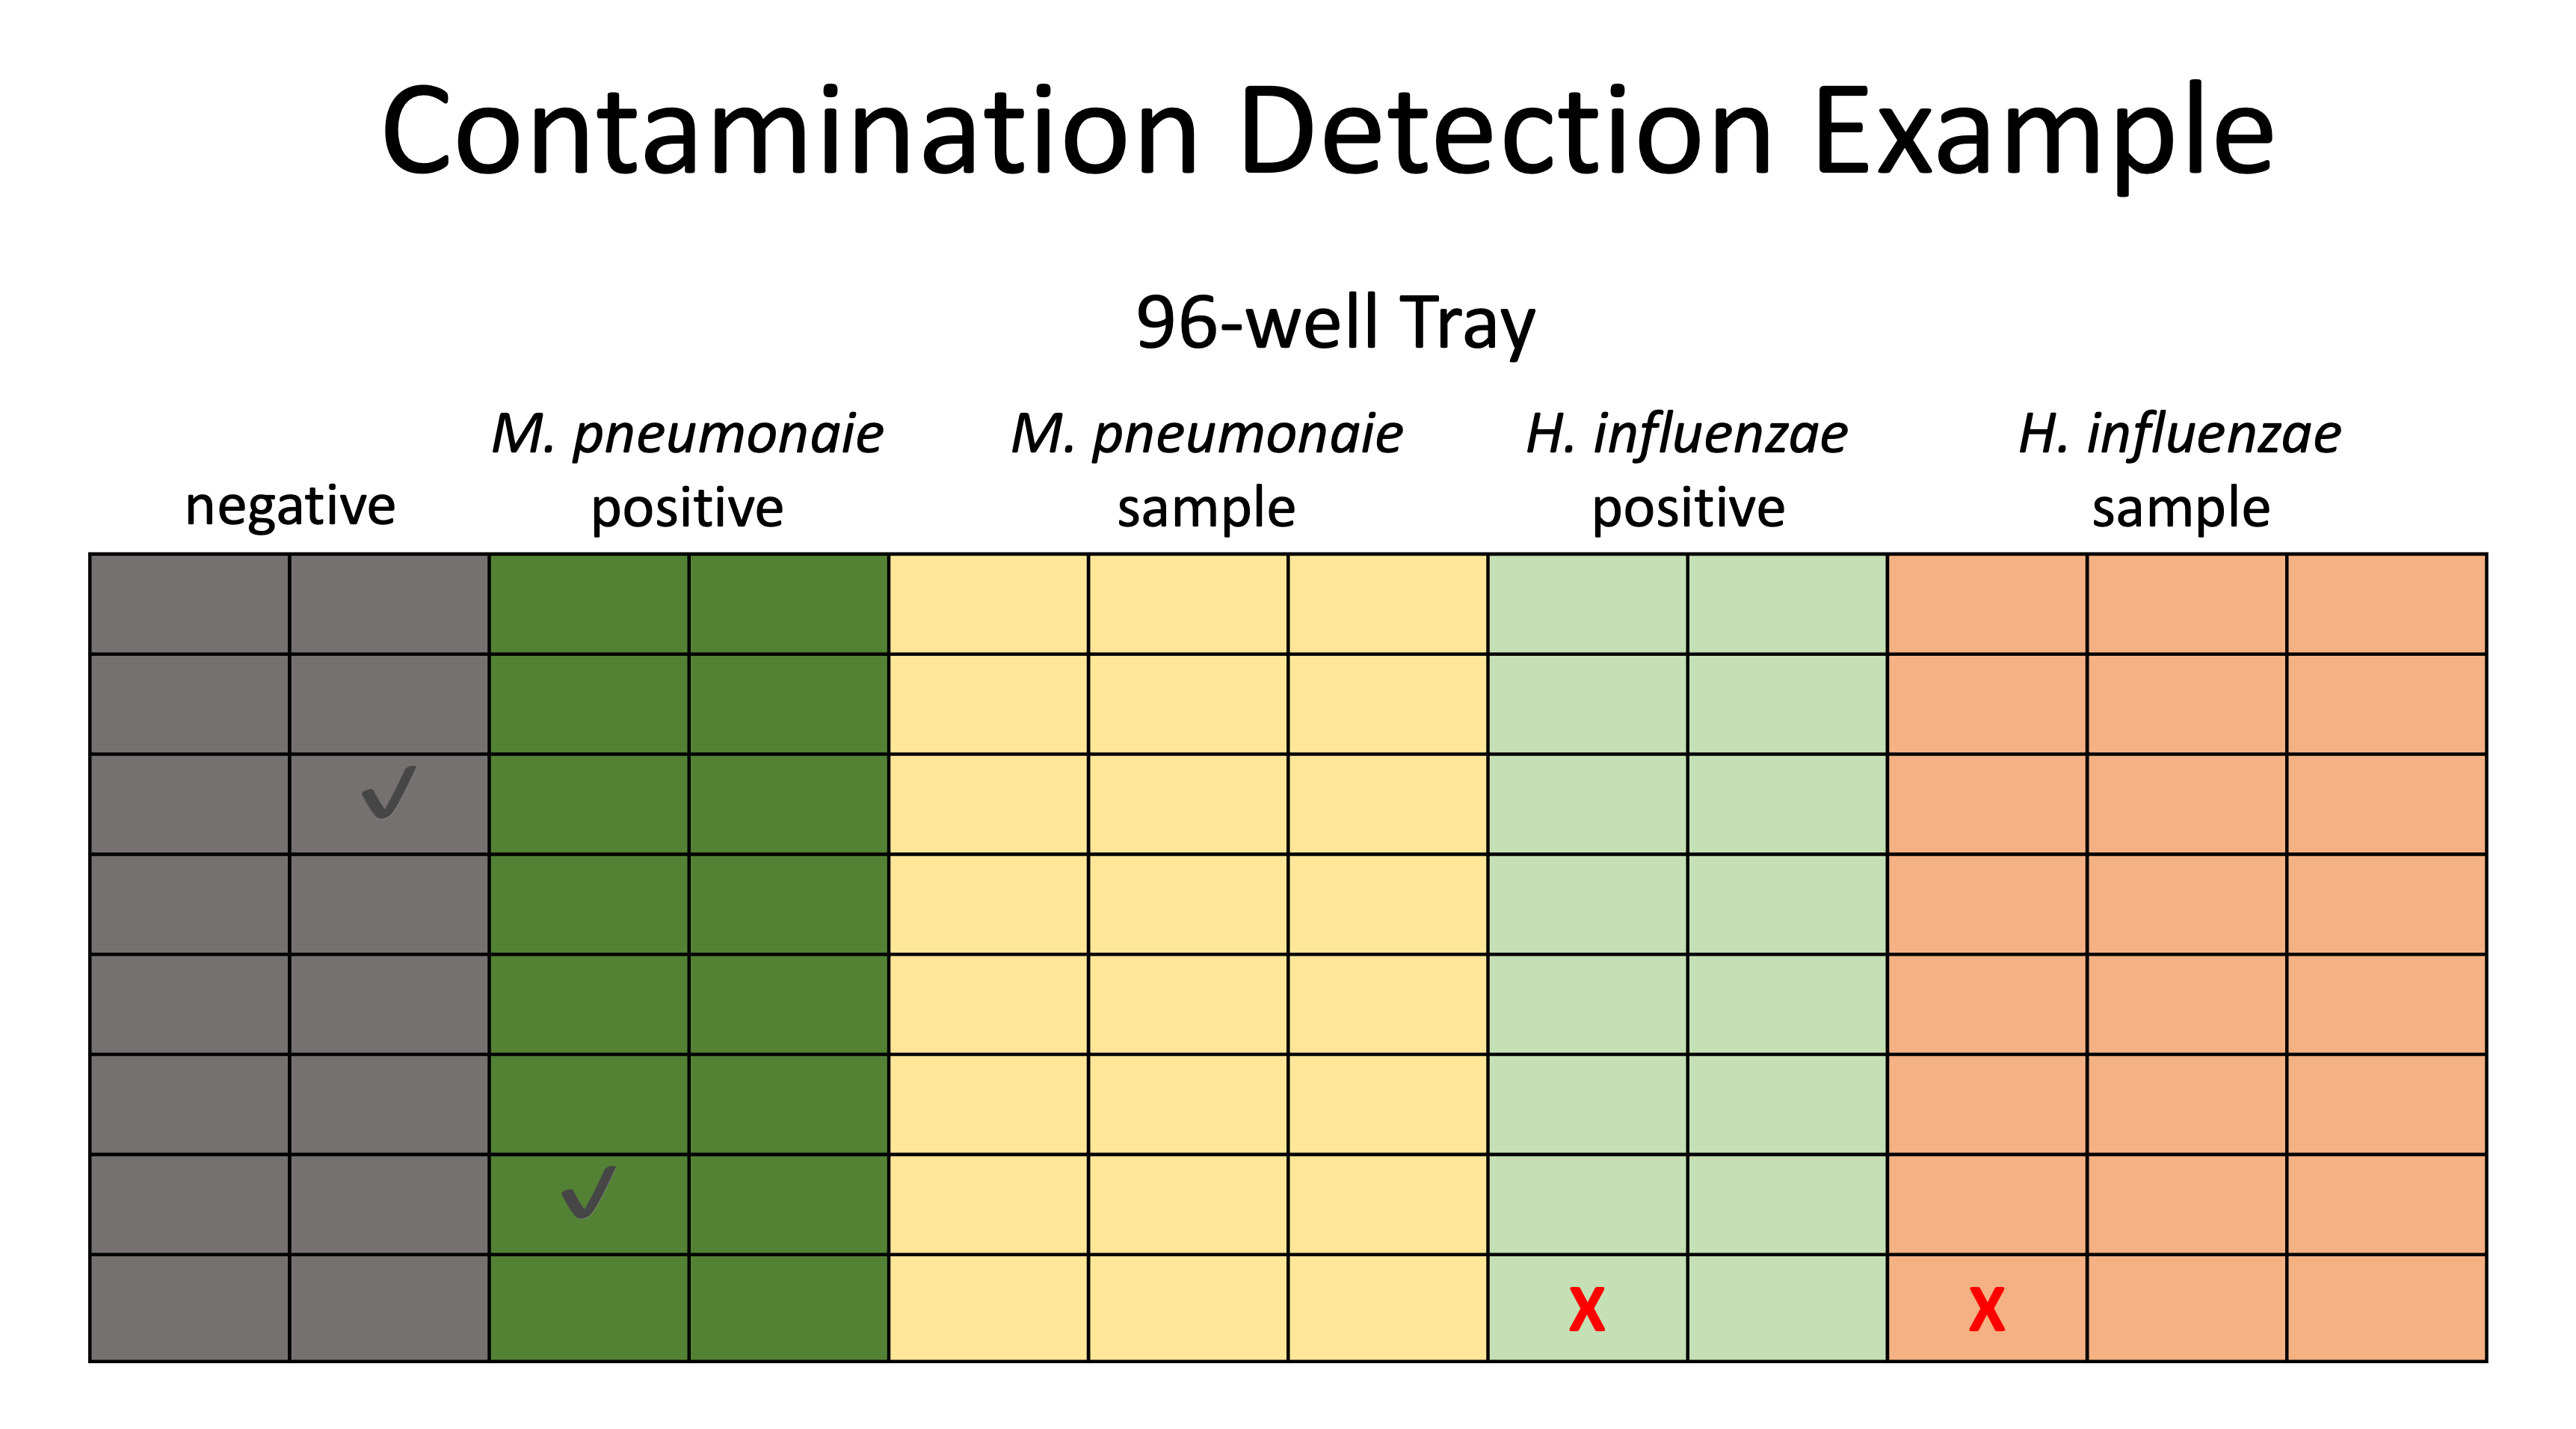 Contamination Detection Example
96-well Tray
negative
M. pneumonaie
positive
M. pneumonaie
sample
H. influenzae
positive
H. influenzae
sample
✓
✓
X
X